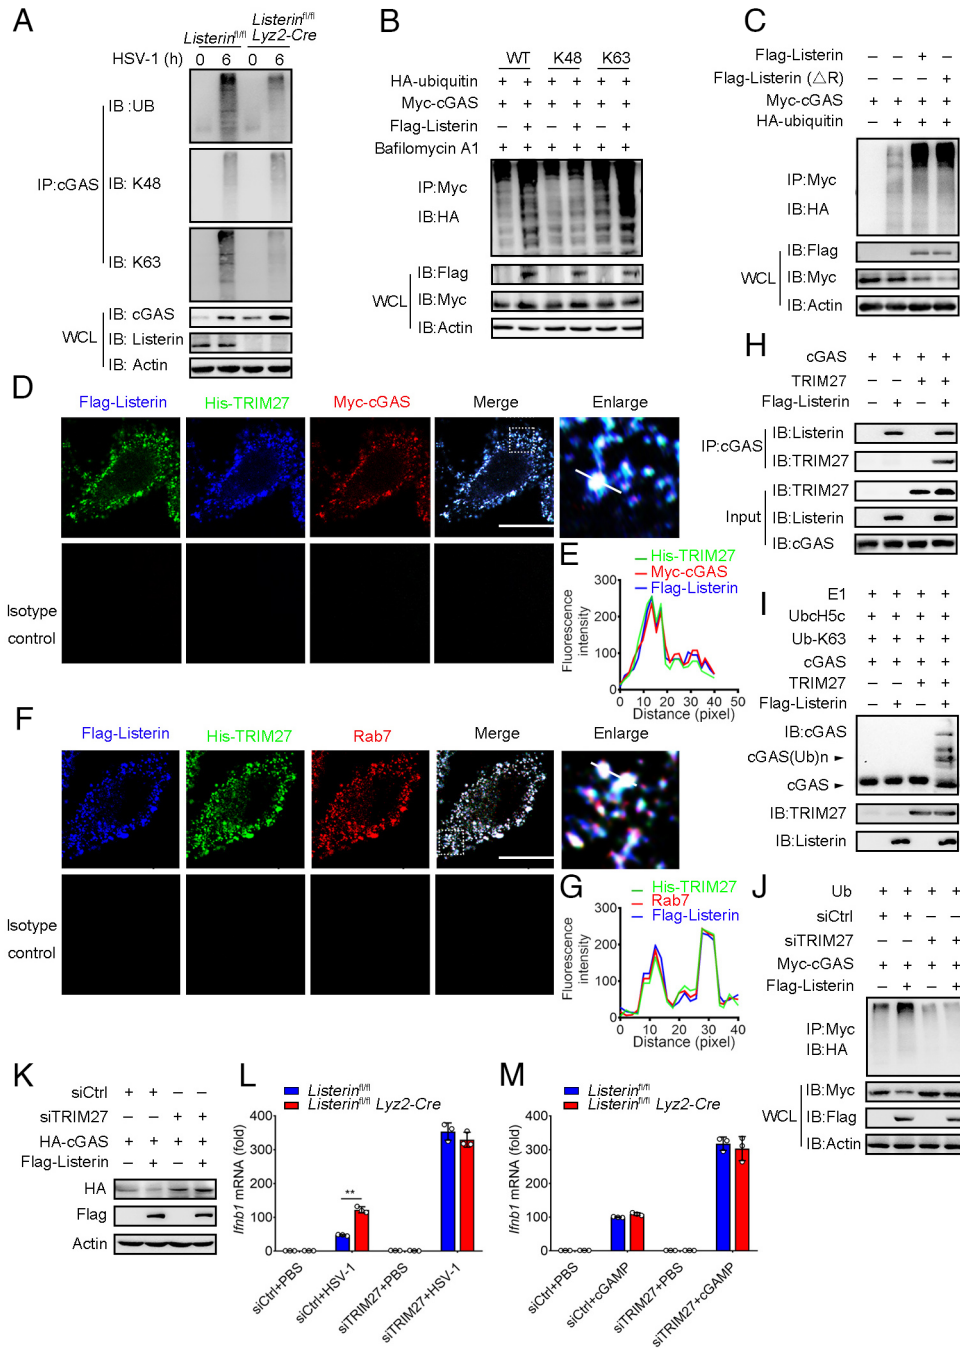 A
Listerin fl/fl
Listerin fl/fl Lyz2-Cre
HSV-1 (h) 0 6 0 6
IP:cGAS
IB :UB
IB: K48
IB: K63
WCL
IB: cGAS
IB: Listerin
IB: Actin
B
WT K48 K63
HA-ubiquitin + + + + + +
Myc-cGAS + + + + + +
Flag-Listerin − + − + − +
Bafilomycin A1 + + + + + +
IP:Myc
IB:HA
WCL
IB:Flag
IB:Myc
IB:Actin
C
Flag-Listerin − − + −
Flag-Listerin (△R) − − − +
Myc-cGAS + + + +
HA-ubiquitin − + + +
IP:Myc
IB:HA
WCL
IB:Flag
IB:Myc
IB:Actin
D
Flag-Listerin His-TRIM27 Myc-cGAS Merge Enlarge
Isotype
control
E
His-TRIM27
Myc-cGAS
Flag-Listerin
Fluorescence
intensity
300
200
100
0
0 10 20 30 40 50
Distance (pixel)
F
Flag-Listerin His-TRIM27 Rab7 Merge Enlarge
Isotype
control
G
His-TRIM27
Rab7
Flag-Listerin
Fluorescence
intensity
300
200
100
0
0 10 20 30 40
Distance (pixel)
H
cGAS + + + +
TRIM27 − − + +
Flag-Listerin − + − +
IP:cGAS
IB:Listerin
IB:TRIM27
Input
IB:TRIM27
IB:Listerin
IB:cGAS
I
E1 + + + +
UbcH5c + + + +
Ub-K63 + + + +
cGAS + + + +
TRIM27 − − + +
Flag-Listerin − + − +
IB:cGAS
cGAS(Ub)n ►
cGAS ►
IB:TRIM27
IB:Listerin
J
Ub + + + +
siCtrl + + − −
siTRIM27 − − + +
Myc-cGAS + + + +
Flag-Listerin − + − +
IP:Myc
IB:HA
WCL
IB:Myc
IB:Flag
IB:Actin
K
siCtrl + + − −
siTRIM27 − − + +
HA-cGAS + + + +
Flag-Listerin − + − +
HA
Flag
Actin
L
Listerin fl/fl
Listerin fl/fl Lyz2-Cre
Ifnb1 mRNA (fold)
400
300
200
100
0
**
siCtrl+PBS
siCtrl+HSV-1
siTRIM27+PBS
siTRIM27+HSV-1
M
Listerin fl/fl
Listerin fl/fl Lyz2-Cre
Ifnb1 mRNA (fold)
400
300
200
100
0
siCtrl+PBS
siCtrl+cGAMP
siTRIM27+PBS
siTRIM27+cGAMP